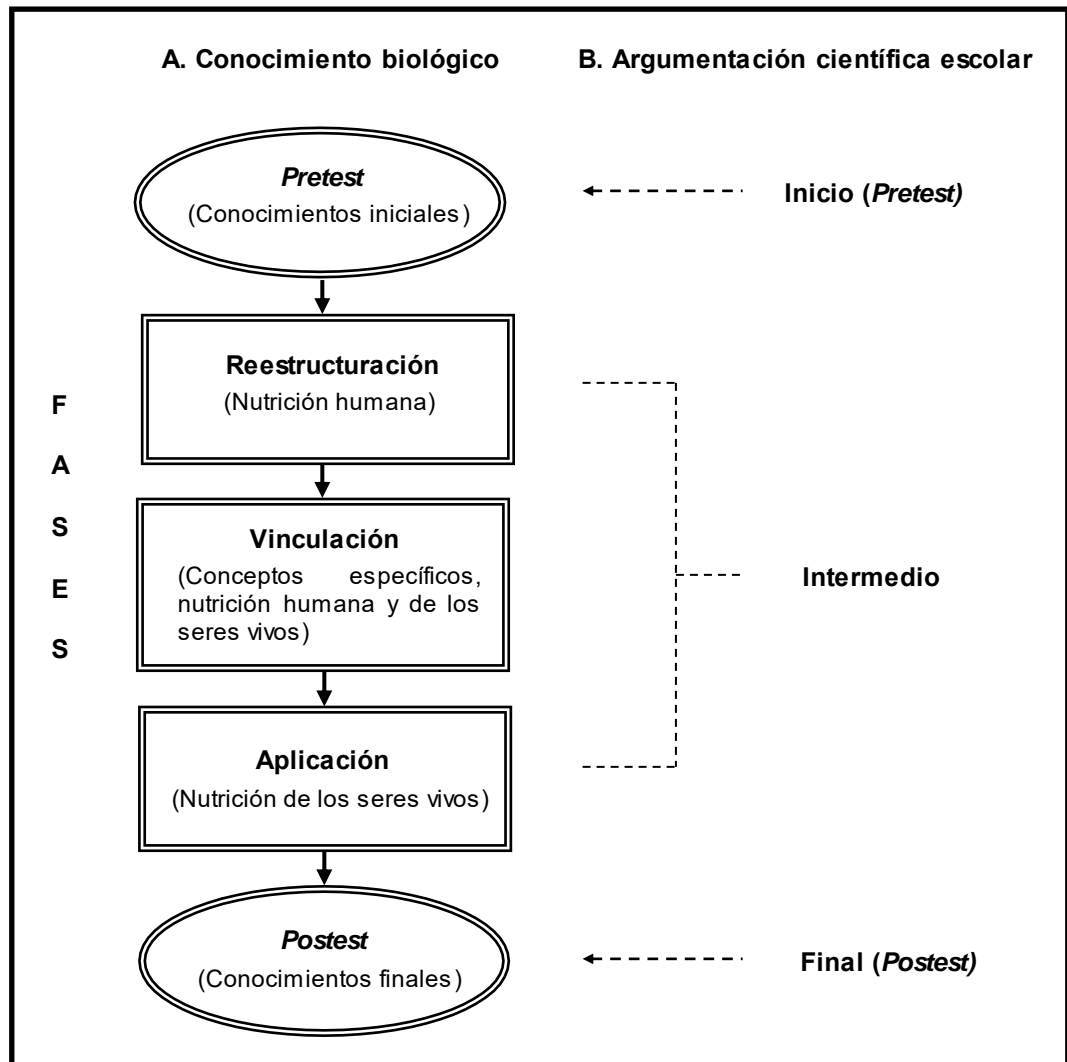 A. Conocimiento biológico
B. Argumentación científica escolar
Pretest
(Conocimientos iniciales)
Inicio (Pretest)
Reestructuración
(Nutrición humana)
F
A
S
E
S
Vinculación
(Conceptos específicos,
nutrición humana y de los
seres vivos)
Intermedio
Aplicación
(Nutrición de los seres vivos)
Postest
(Conocimientos finales)
Final (Postest)